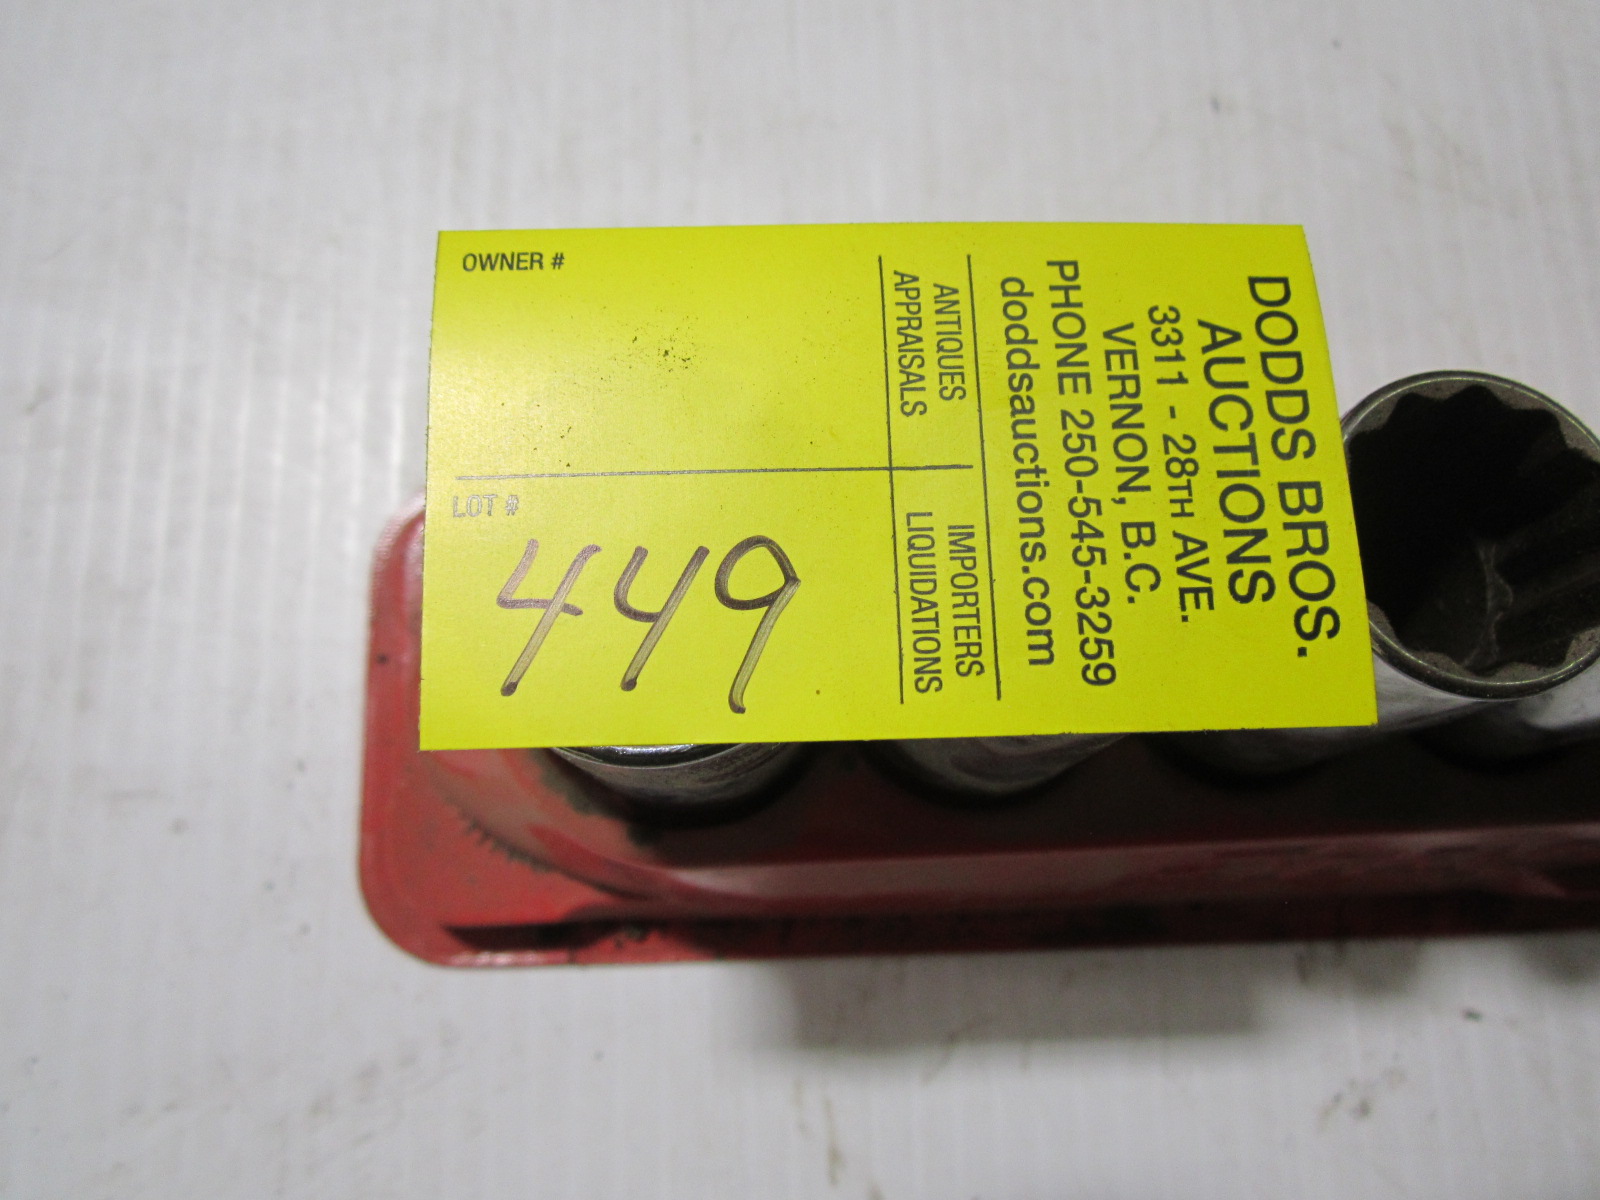 OWNER #
LOT #
449
DODDS BROS.
AUCTIONS
3311 - 28TH AVE.
VERNON, B.C.
PHONE 250-545-3259
doddsauctions.com
ANTIQUES
APPRAISALS
IMPORTERS
LIQUIDATIONS